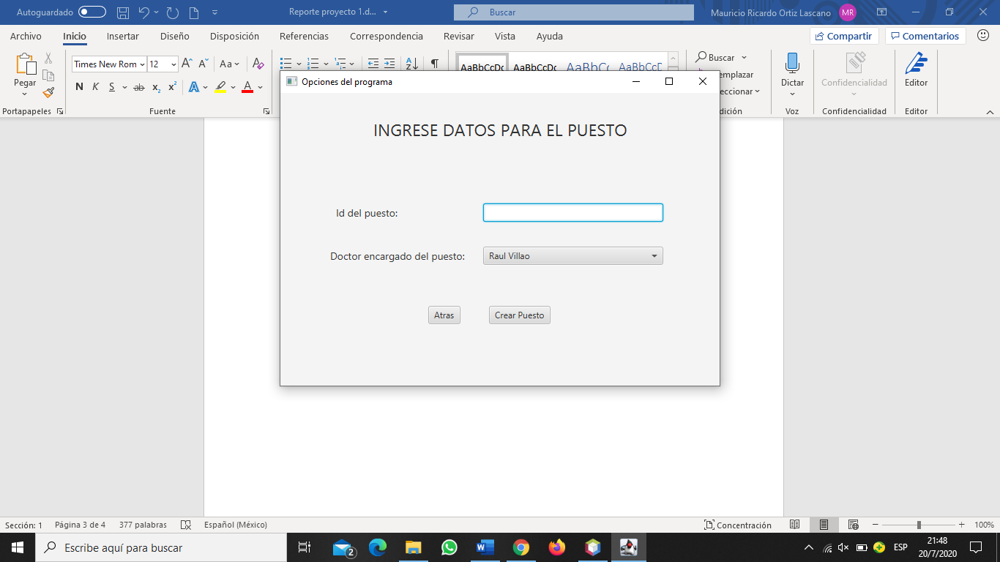 Autoguardado
Reporte proyecto 1.d...
Buscar
Mauricio Ricardo Ortiz Lascano
MR
Archivo Inicio Insertar Diseño Disposición Referencias Correspondencia Revisar Vista Ayuda
Compartir
Comentarios
Pegar
Times New Rom
12
Aa
N K S ab x₂ x²
A A
AaBbCcDc AaBbCcDc AaBbCc AaBbCcD
Buscar
emplazar
eccionar
Dictar
Confidencialidad
Editor
Portapapeles
Fuente
dición
Voz
Confidencialidad
Editor
Opciones del programa
INGRESE DATOS PARA EL PUESTO
Id del puesto:
Doctor encargado del puesto:
Raul Villao
Atras
Crear Puesto
Sección: 1 Página 3 de 4 377 palabras Español (México)
Concentración
100%
Escribe aquí para buscar
2
ESP
21:48
20/7/2020